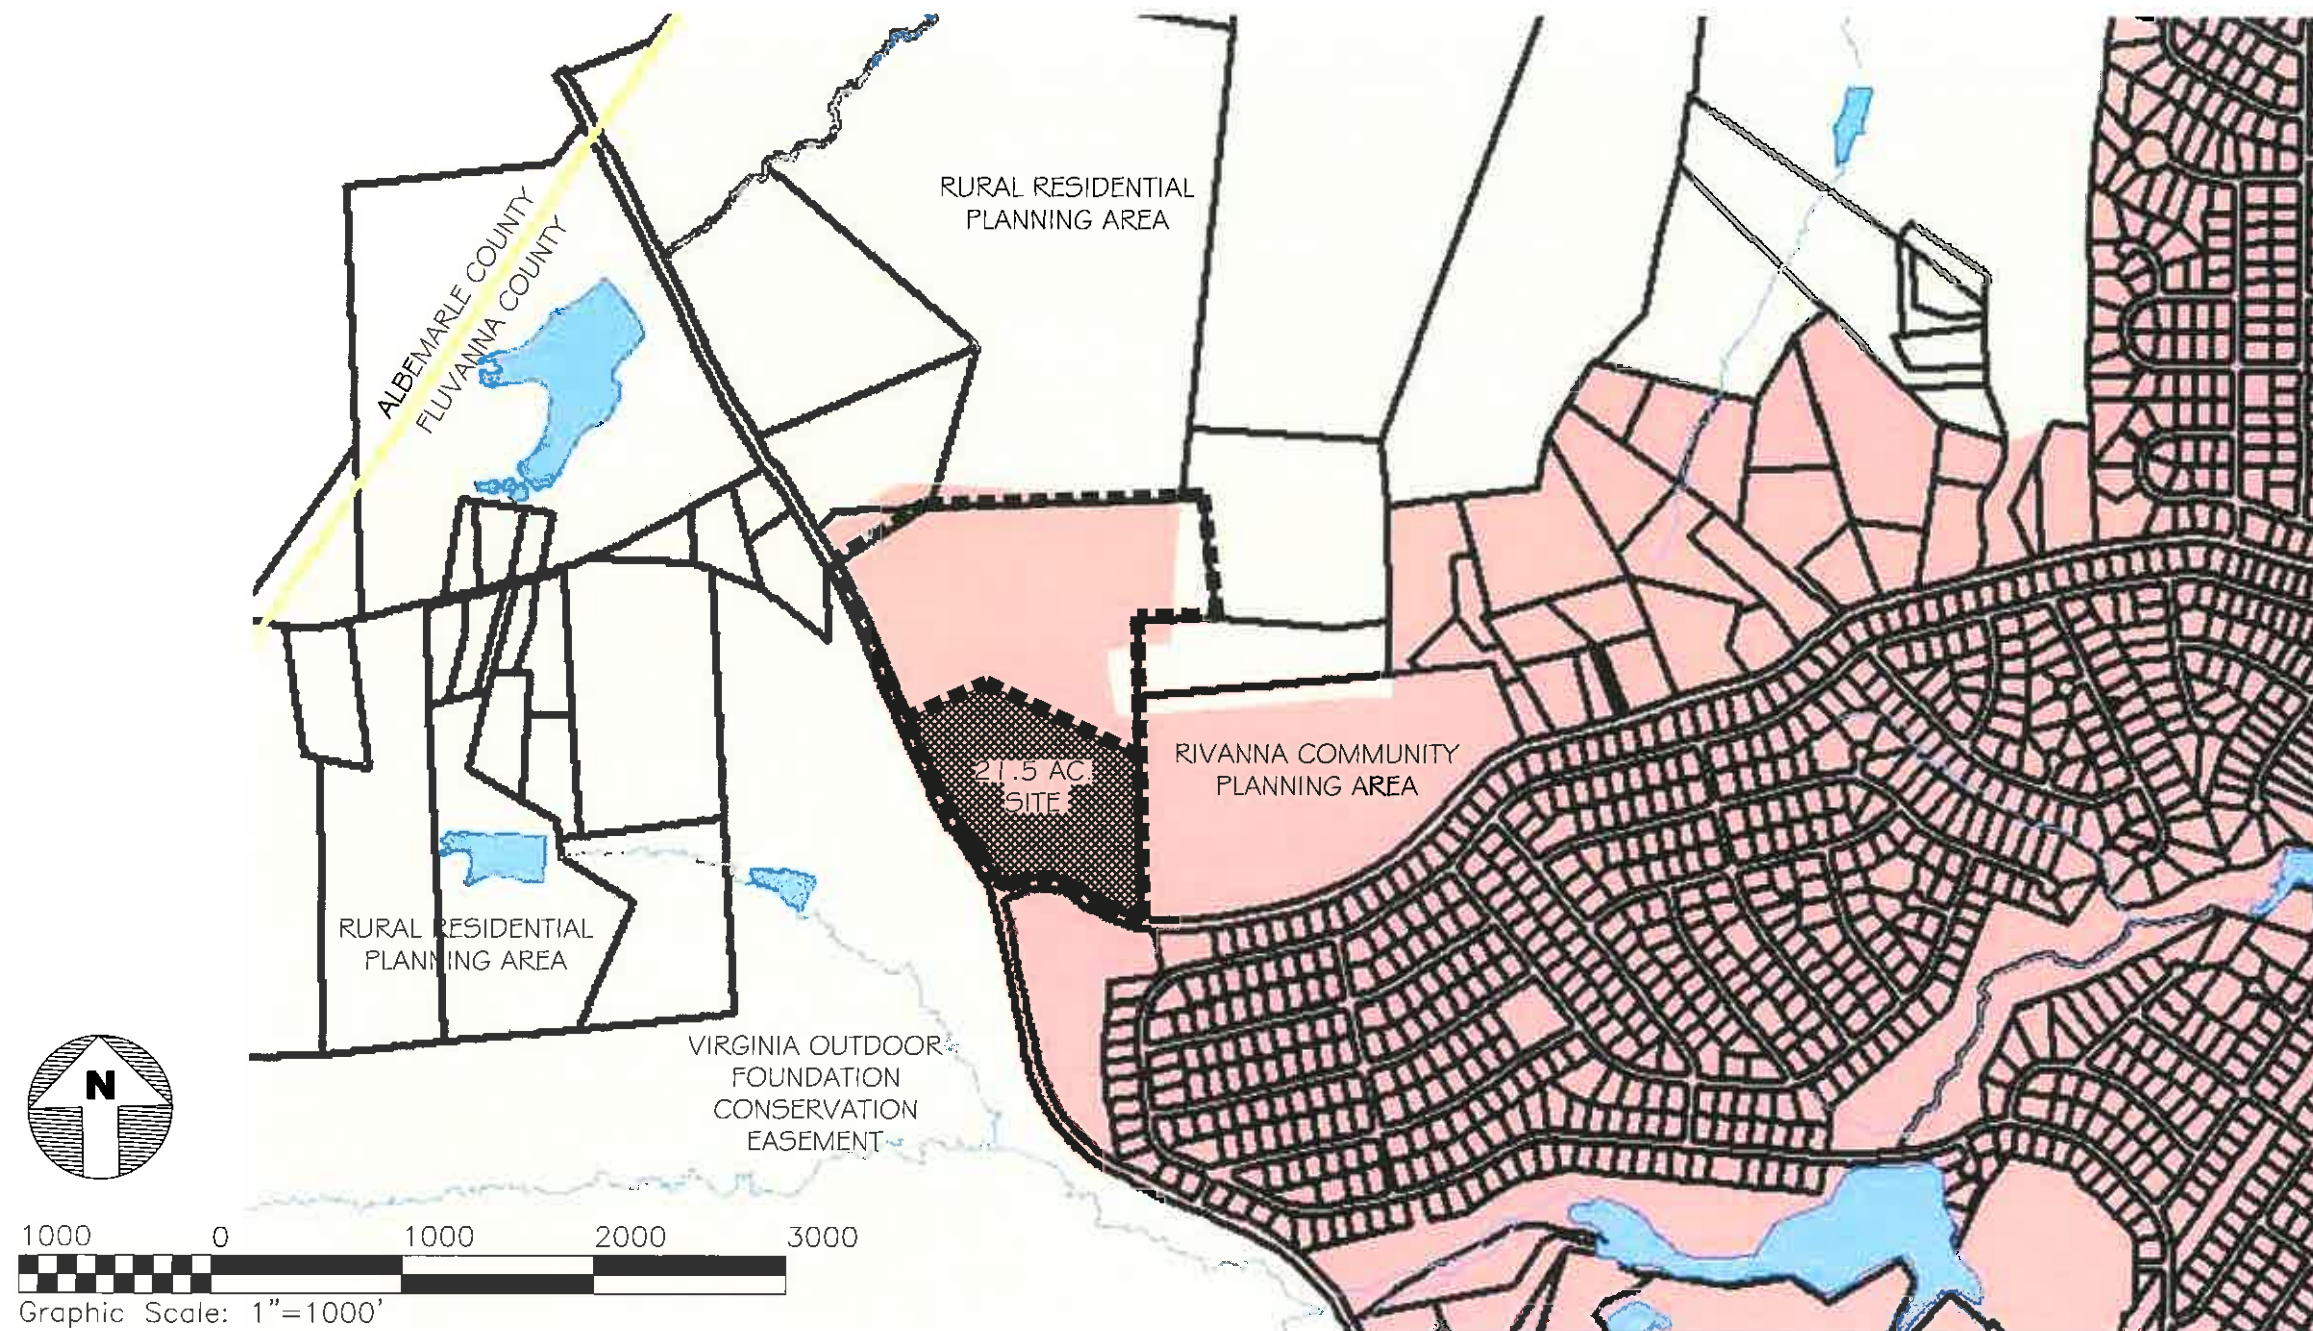 RURAL RESIDENTIAL
PLANNING AREA
ALBEMARLE COUNTY
FLUVANNA COUNTY
21.5 AC.
SITE
RIVANNA COMMUNITY
PLANNING AREA
RURAL RESIDENTIAL
PLANNING AREA
VIRGINIA OUTDOOR
FOUNDATION
CONSERVATION
EASEMENT
N
1000 0 1000 2000 3000
Graphic Scale: 1"=1000'